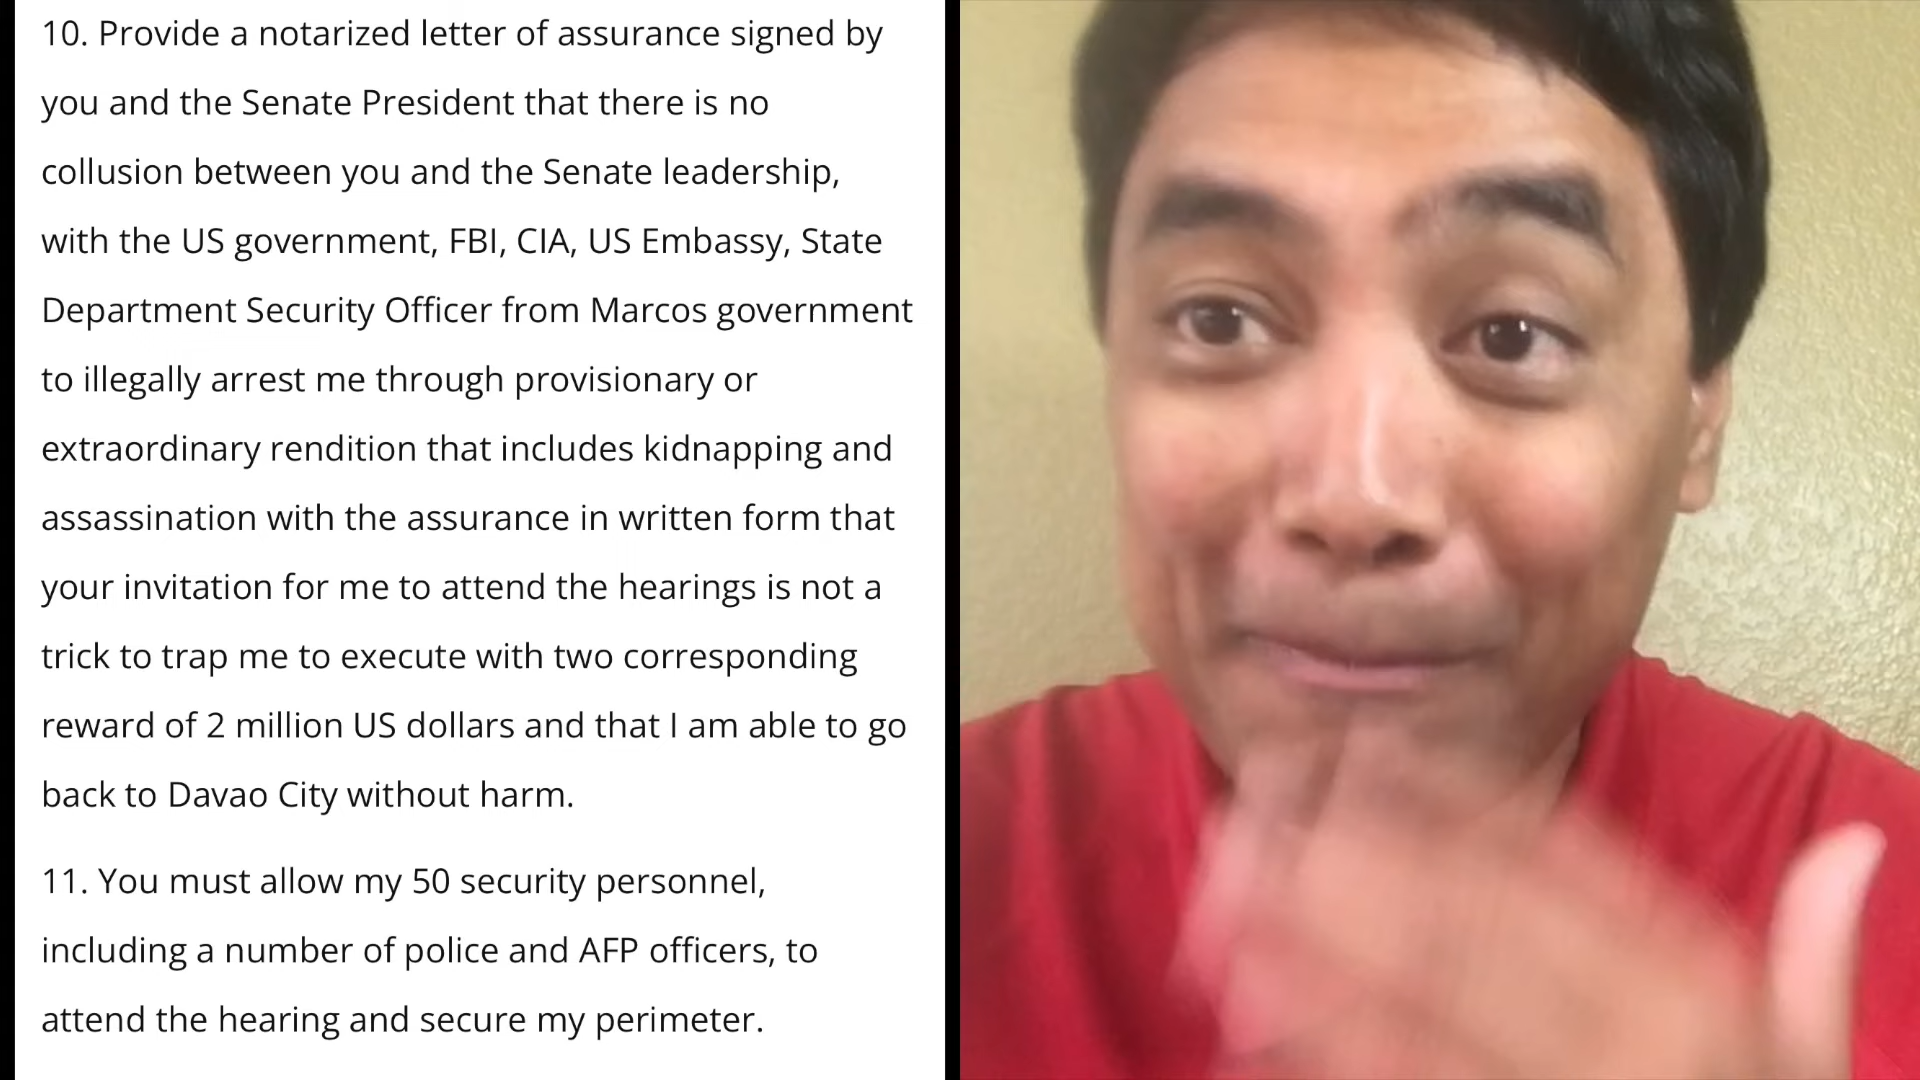 10. Provide a notarized letter of assurance signed by
you and the Senate President that there is no
collusion between you and the Senate leadership,
with the US government, FBI, CIA, US Embassy, State
Department Security Officer from Marcos government
to illegally arrest me through provisionary or
extraordinary rendition that includes kidnapping and
assassination with the assurance in written form that
your invitation for me to attend the hearings is not a
trick to trap me to execute with two corresponding
reward of 2 million US dollars and that I am able to go
back to Davao City without harm.
11. You must allow my 50 security personnel,
including a number of police and AFP officers, to
attend the hearing and secure my perimeter.